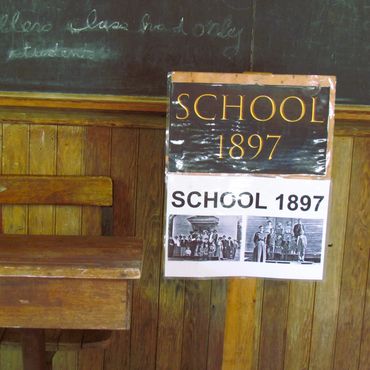 class had only
students
SCHOOL
1897
SCHOOL 1897